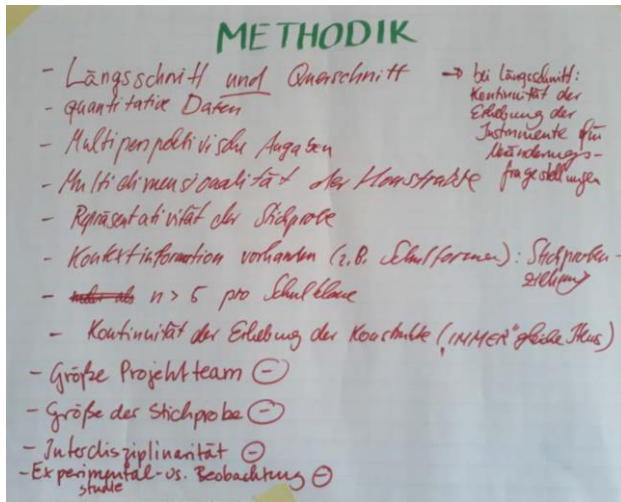 METHODIK
- Längsschnitt und Querschnitt
→ bei Längsschnitt:
Kontinuität der
Erhebung der
Instrumente für
Veränderungs-
fragestellungen
- quantitative Daten
- Multiperspektivische Angaben
- Multidimensionalität der Konstrukte
- Repräsentativität der Stichprobe
- Kontextinformation vorhanden (z.B. Schulformen): Stichproben-
ziehung
- n > 5 pro Schulklasse
- Kontinuität der Erhebung der Konstrukte ("IMMER" gleiche Items)
- Größe Projektteam ⊖
- Größe der Stichprobe ⊖
- Interdisziplinarität ⊖
- Experimental- vs. Beobachtung ⊖
studie